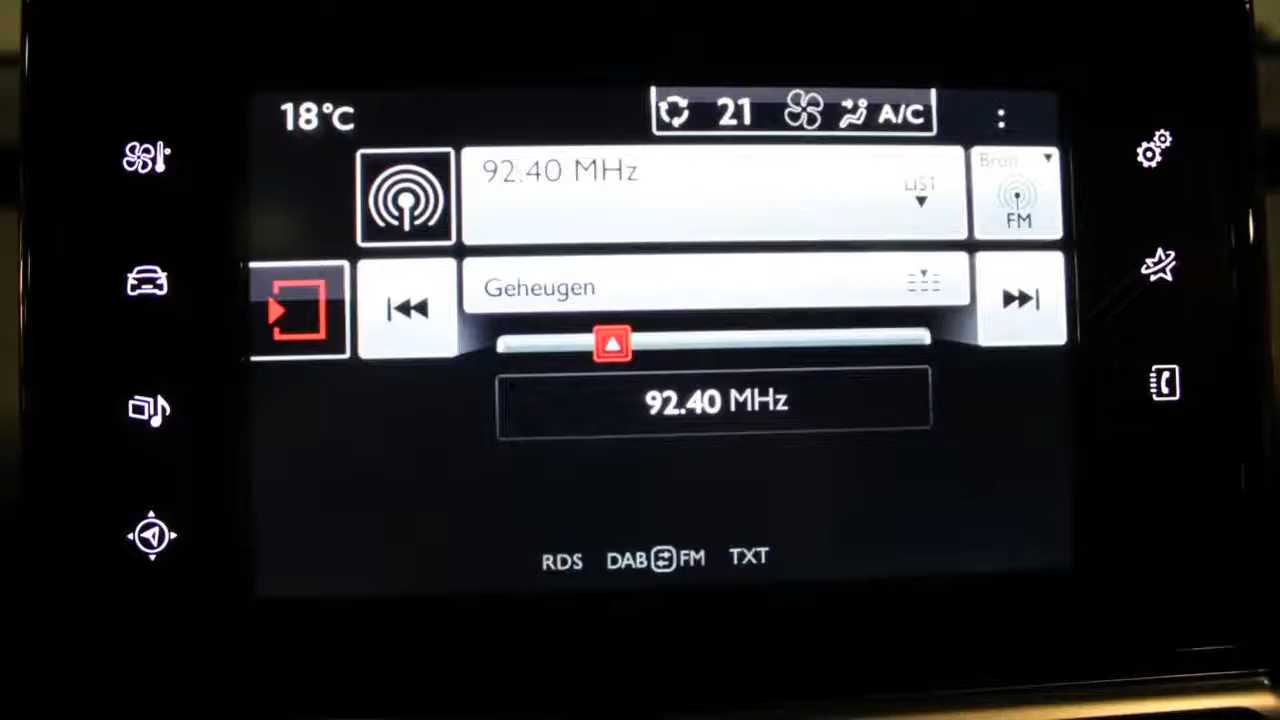 18°C
21 A/C
92.40 MHz
LIST
Bron
FM
Geheugen
92.40 MHz
RDS DAB FM TXT